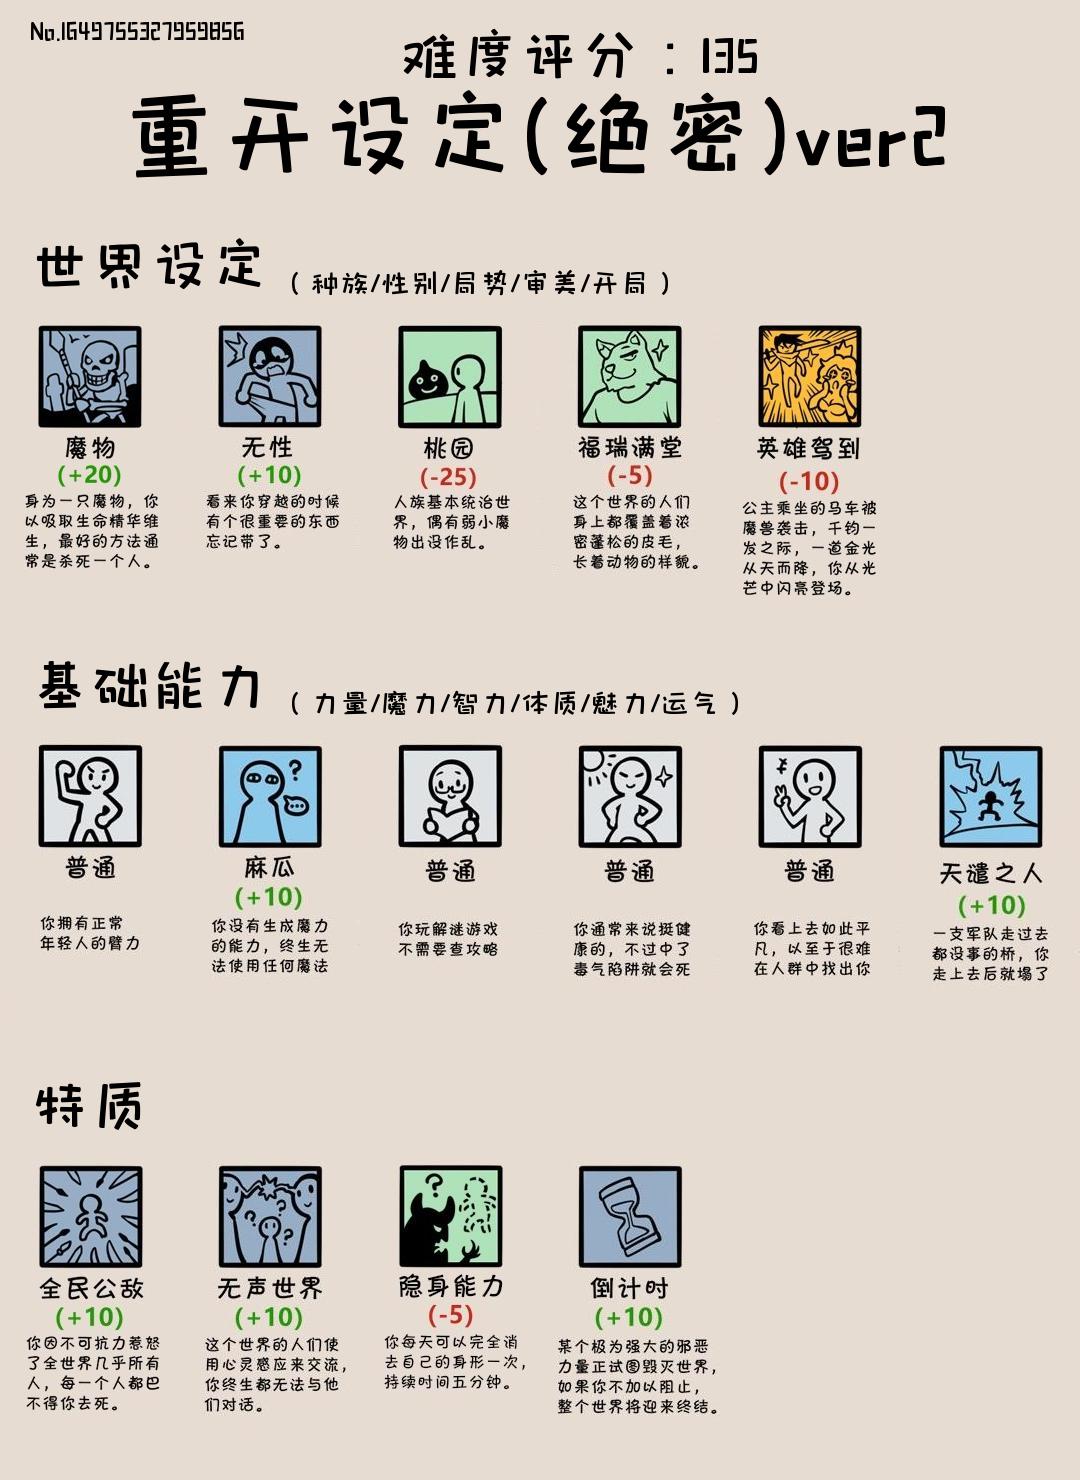 No.1649755327959856
难度评分：135
重开设定(绝密)ver2
世界设定（种族/性别/局势/审美/开局）
魔物
(+20)
身为一只魔物，你
以吸取生命精华维
生，最好的方法通
常是杀死一个人。
无性
(+10)
看来你穿越的时候
有个很重要的东西
忘记带了。
桃园
(-25)
人族基本统治世
界，偶有弱小魔
物出没作乱。
福瑞满堂
(-5)
这个世界的人们
身上都覆盖着浓
密蓬松的皮毛，
长着动物的样貌。
英雄驾到
(-10)
公主乘坐的马车被
魔兽袭击，千钧一
发之际，一道金光
从天而降，你从光
芒中闪亮登场。
基础能力（力量/魔力/智力/体质/魅力/运气）
普通
你拥有正常
年轻人的臂力
麻瓜
(+10)
你没有生成魔力
的能力，终生无
法使用任何魔法
普通
你玩解谜游戏
不需要查攻略
普通
你通常来说挺健
康的，不过中了
毒气陷阱就会死
普通
你看上去如此平
凡，以至于很难
在人群中找出你
天谴之人
(+10)
一支军队走过去
都没事的桥，你
走上去后就塌了
特质
全民公敌
(+10)
你因不可抗力惹怒
了全世界几乎所有
人，每一个人都巴
不得你去死。
无声世界
(+10)
这个世界的人们使
用心灵感应来交流，
你终生都无法与他
们对话。
隐身能力
(-5)
你每天可以完全消
去自己的身形一次，
持续时间五分钟。
倒计时
(+10)
某个极为强大的邪恶
力量正试图毁灭世界，
如果你不加以阻止，
整个世界将迎来终结。